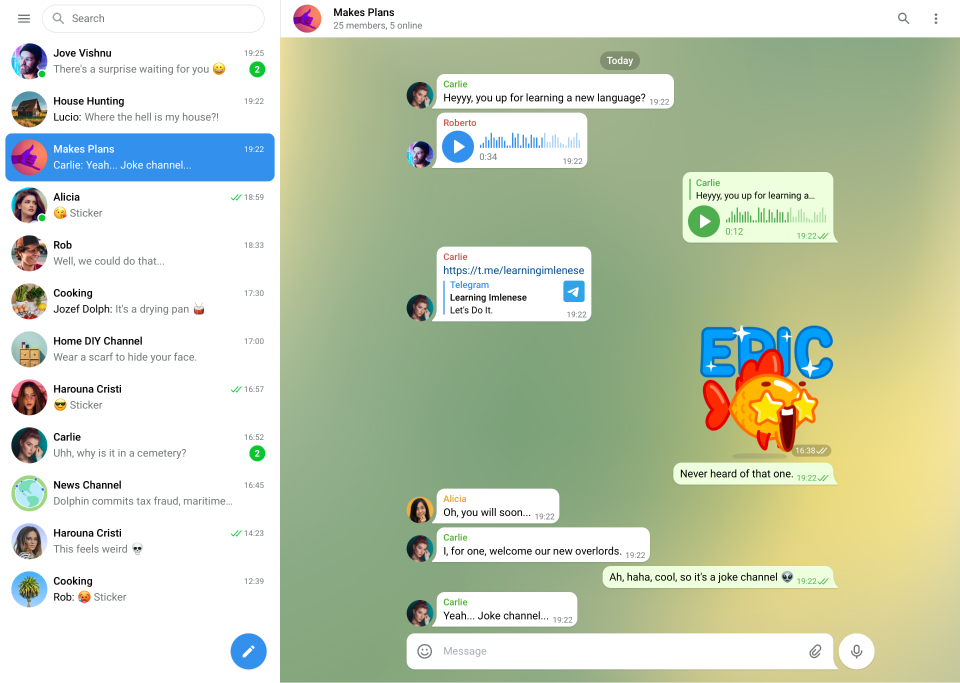 Search
Jove Vishnu 19:25
There's a surprise waiting for you 😄 2
House Hunting 19:22
Lucio: Where the hell is my house?!
Makes Plans 19:22
Carlie: Yeah... Joke channel...
Alicia 18:59
😘 Sticker
Rob 18:33
Well, we could do that...
Cooking 17:30
Jozef Dolph: It's a drying pan 🥁
Home DIY Channel 17:00
Wear a scarf to hide your face.
Harouna Cristi 16:57
😎 Sticker
Carlie 16:52
Uhh, why is it in a cemetery? 2
News Channel 16:45
Dolphin commits tax fraud, maritime...
Harouna Cristi 14:23
This feels weird 💀
Cooking 12:39
Rob: 🥵 Sticker
Makes Plans
25 members, 5 online
Today
Carlie
Heyyy, you up for learning a new language? 19:22
Roberto
0:34 19:22
Carlie
Heyyy, you up for learning a...
0:12 19:22
Carlie
https://t.me/learningimlenese
Telegram
Learning Imlenese
Let's Do It.
19:22
EPIC
16:38
Never heard of that one. 19:22
Alicia
Oh, you will soon... 19:22
Carlie
I, for one, welcome our new overlords. 19:22
Ah, haha, cool, so it's a joke channel 👽 19:22
Carlie
Yeah... Joke channel... 19:22
Message